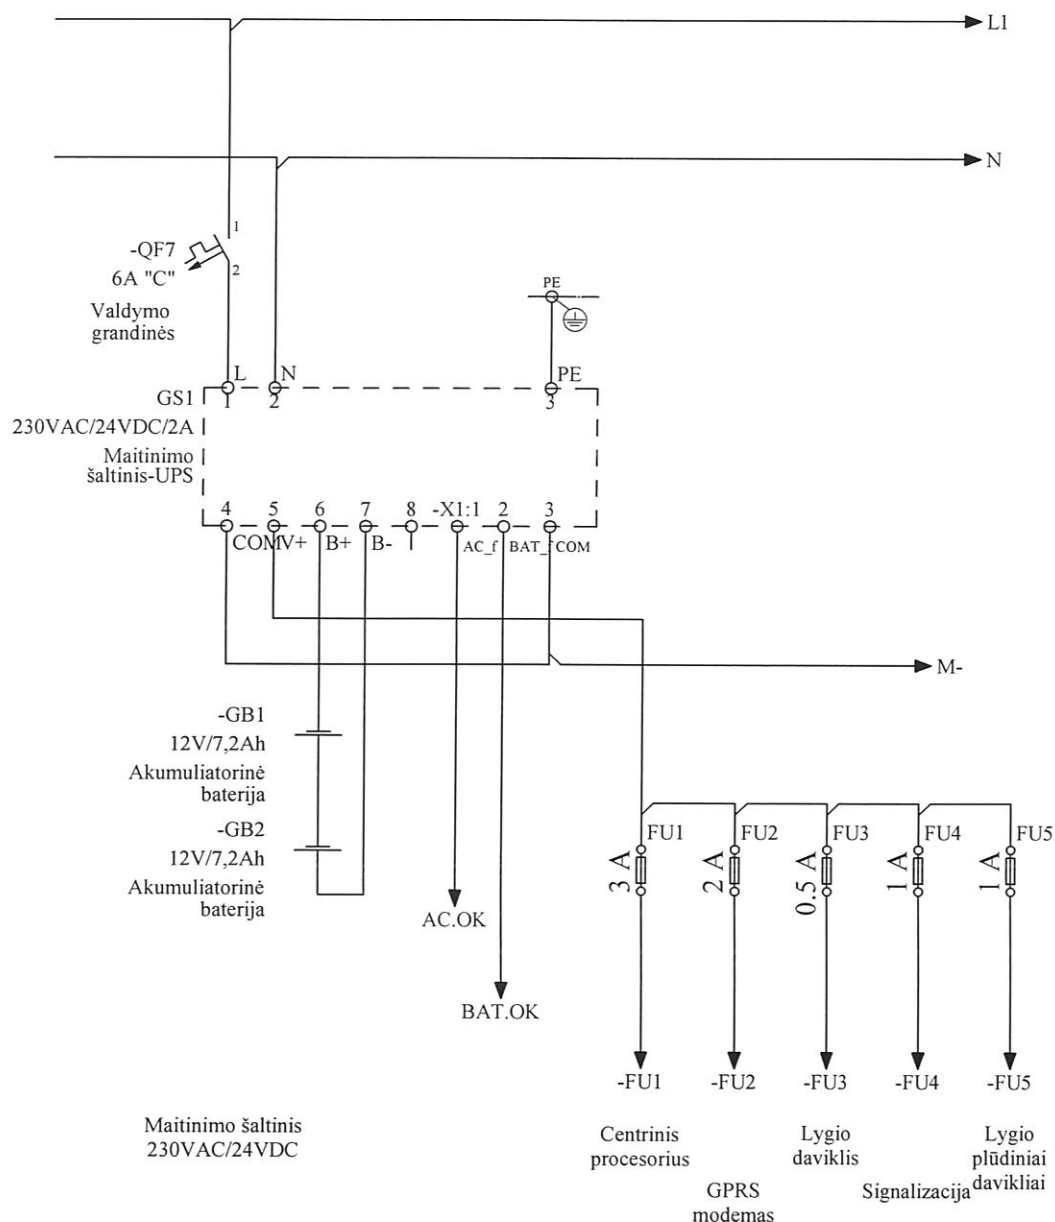 L1
N
1
-QF7
6A "C"
2
Valdymo
grandinės
PE
L
N
PE
GS1
1
2
3
230VAC/24VDC/2A
Maitinimo
šaltinis-UPS
4
5
6
7
8
-X1:1
2
3
COM
V+
B+
B-
AC_f
BAT_f
COM
M-
-GB1
12V/7,2Ah
Akumuliatorinė
baterija
-GB2
12V/7,2Ah
Akumuliatorinė
baterija
FU1
FU2
FU3
FU4
FU5
3 A
2 A
0.5 A
1 A
1 A
AC.OK
BAT.OK
-FU1
-FU2
-FU3
-FU4
-FU5
Maitinimo šaltinis
230VAC/24VDC
Centrinis
procesorius
GPRS
modemas
Lygio
daviklis
Signalizacija
Lygio
plūdiniai
davikliai